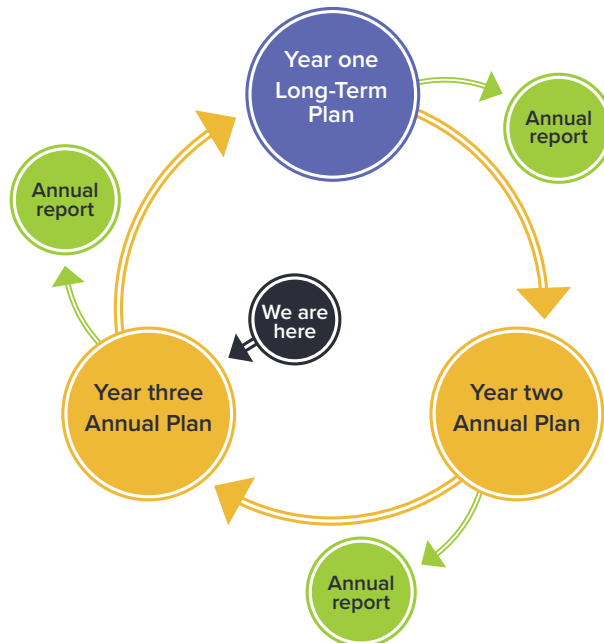 Year one
Long-Term
Plan
Annual
report
Annual
report
We are
here
Year three
Annual Plan
Year two
Annual Plan
Annual
report